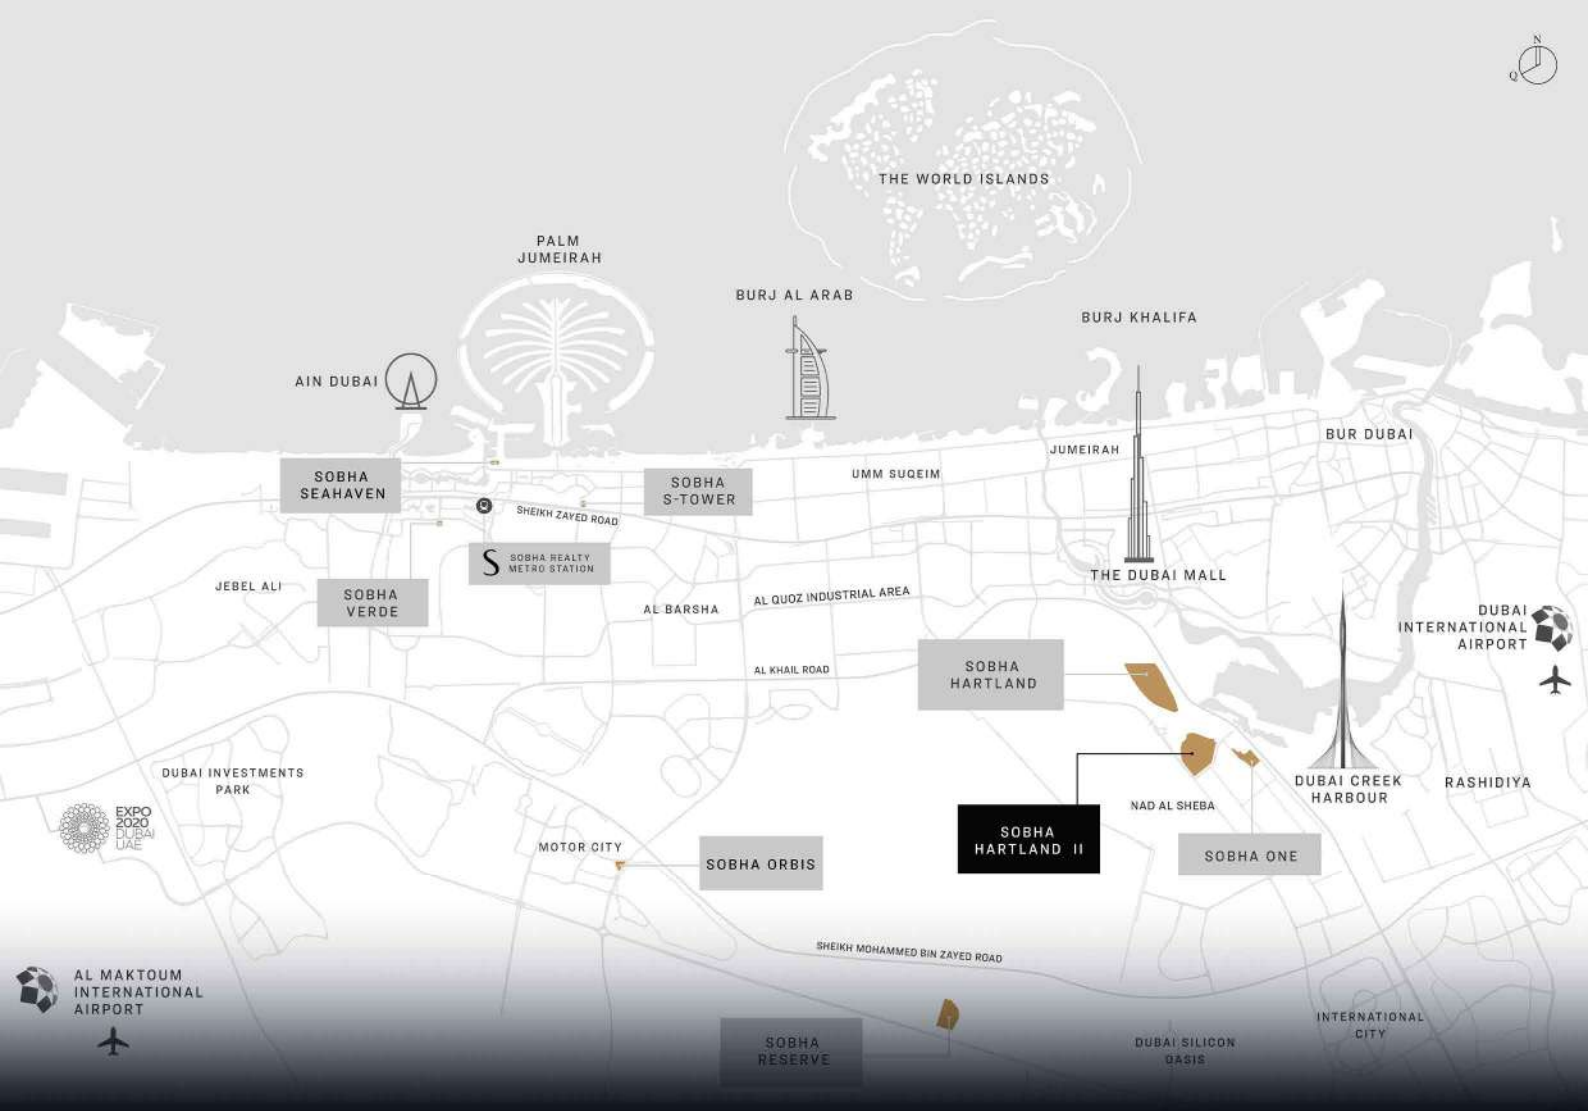 N
Q
THE WORLD ISLANDS
PALM
JUMEIRAH
BURJ AL ARAB
BURJ KHALIFA
AIN DUBAI
BUR DUBAI
JUMEIRAH
UMM SUQEIM
SOBHA
SEAHAVEN
SOBHA
S-TOWER
SHEIKH ZAYED ROAD
S
SOBHA REALTY
METRO STATION
JEBEL ALI
SOBHA
VERDE
AL BARSHA
AL QUOZ INDUSTRIAL AREA
THE DUBAI MALL
DUBAI
INTERNATIONAL
AIRPORT
AL KHAIL ROAD
SOBHA
HARTLAND
DUBAI INVESTMENTS
PARK
DUBAI CREEK
HARBOUR
RASHIDIYA
EXPO
2020
DUBAI
UAE
NAD AL SHEBA
SOBHA
HARTLAND II
SOBHA ONE
MOTOR CITY
SOBHA ORBIS
SHEIKH MOHAMMED BIN ZAYED ROAD
AL MAKTOUM
INTERNATIONAL
AIRPORT
INTERNATIONAL
CITY
SOBHA
RESERVE
DUBAI SILICON
OASIS